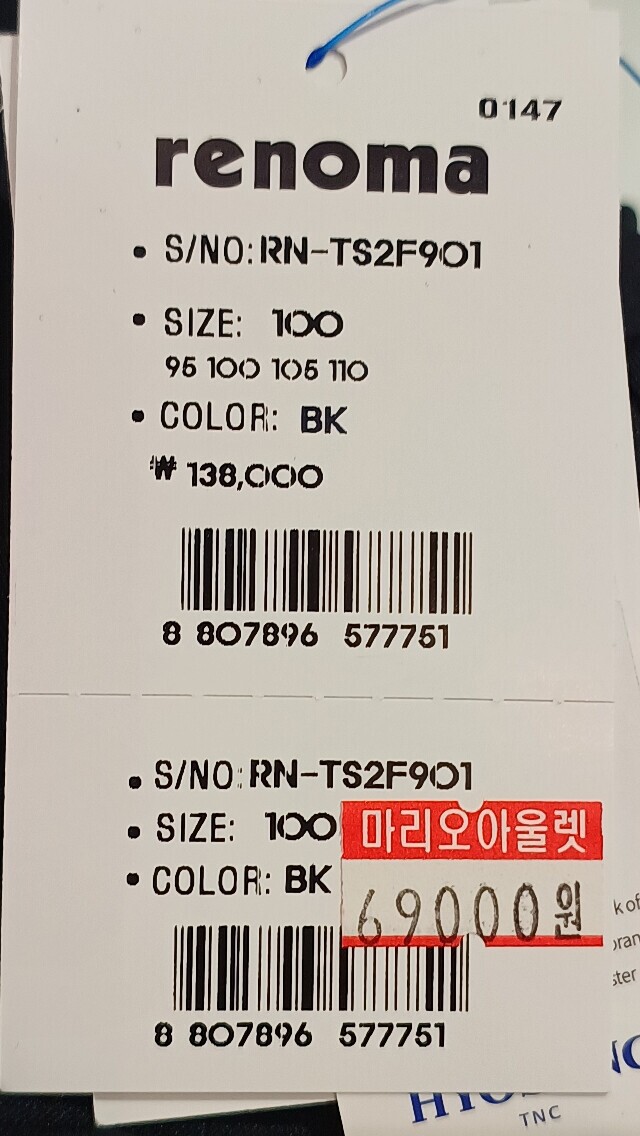 0147
renoma
• S/NO: RN-TS2F901
• SIZE: 100
95 100 105 110
• COLOR: BK
₩ 138,000
8 807896 577751
• S/NO: RN-TS2F901
• SIZE: 100
마리오아울렛
• COLOR: BK
69000원
8 807896 577751
TNC